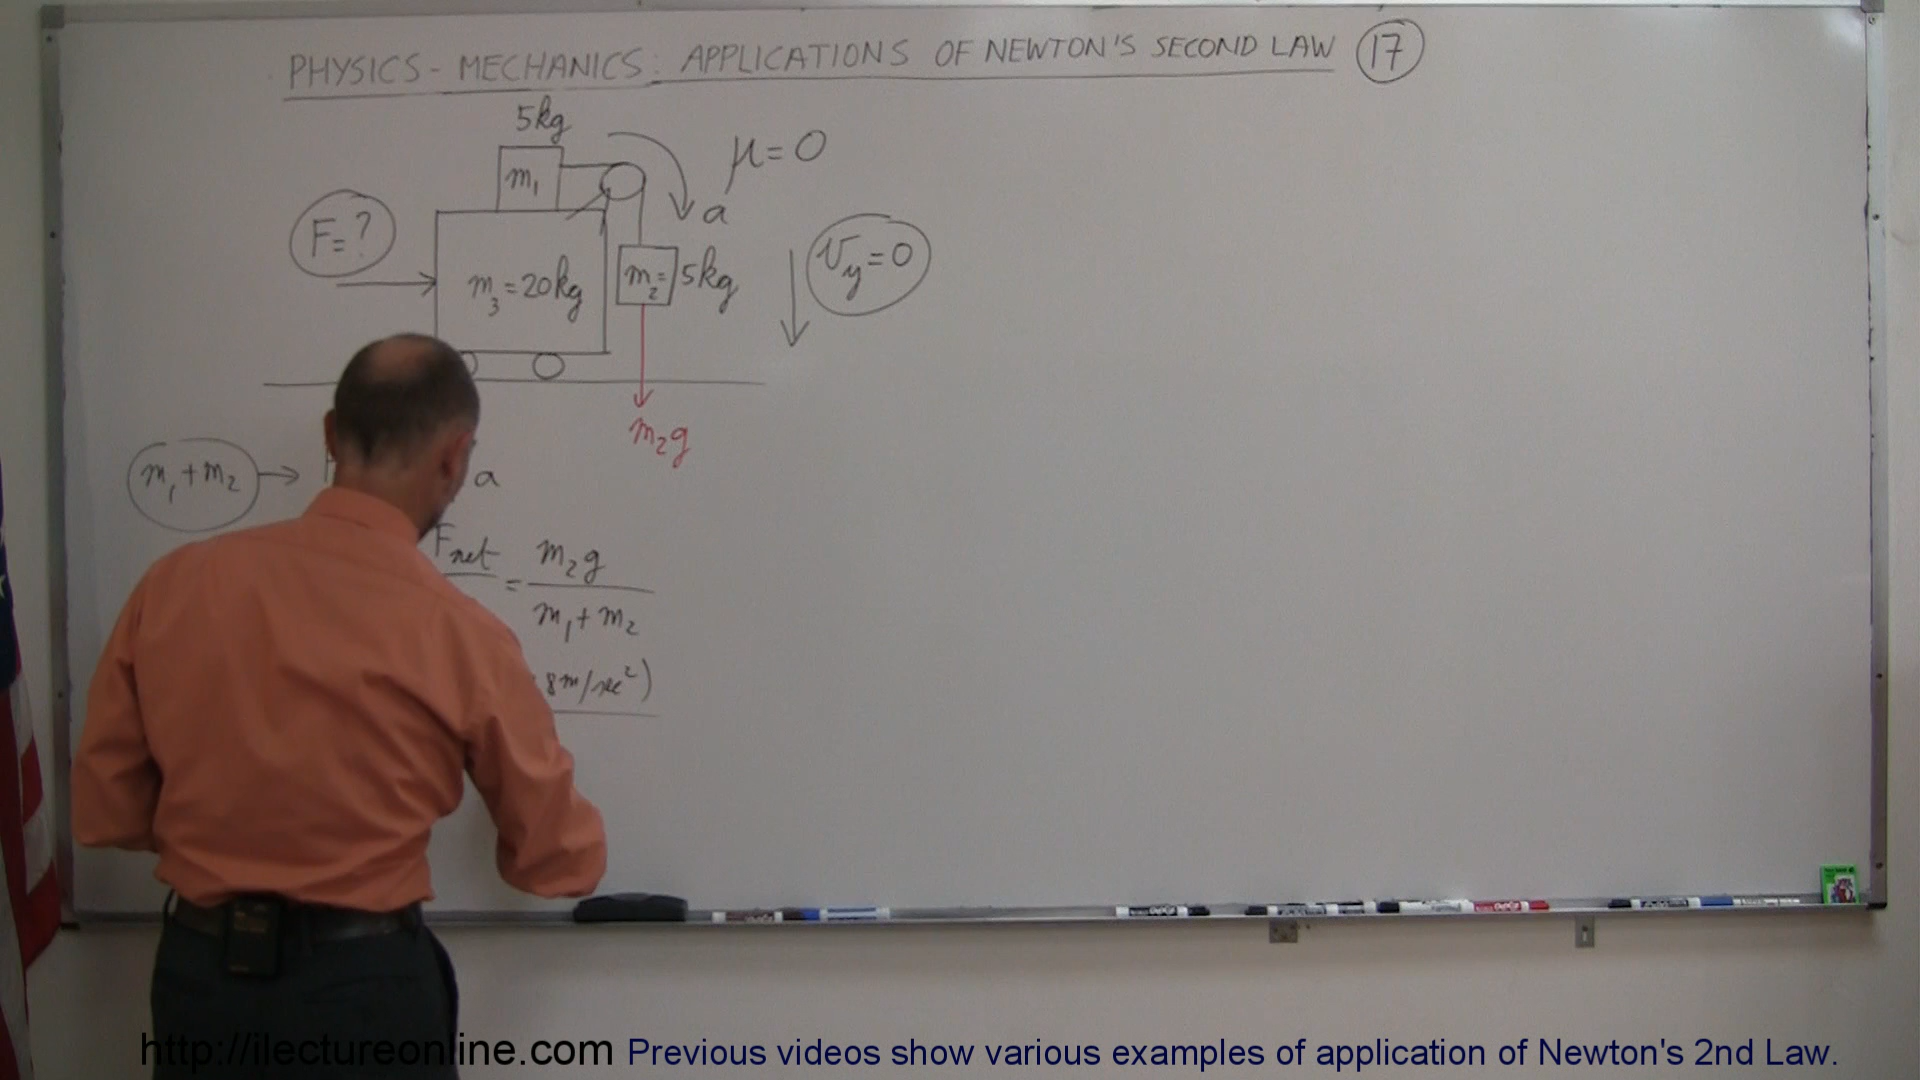 PHYSICS - MECHANICS: APPLICATIONS OF NEWTON'S SECOND LAW 17
5kg
m₁
μ = 0
F = ?
a
m₃ = 20kg
m₂ = 5kg
v_y = 0
m₂g
m₁ + m₂ →
a
F_net = m₂g
m₁ + m₂
8m/sec²)
http://ilectureonline.com Previous videos show various examples of application of Newton's 2nd Law.